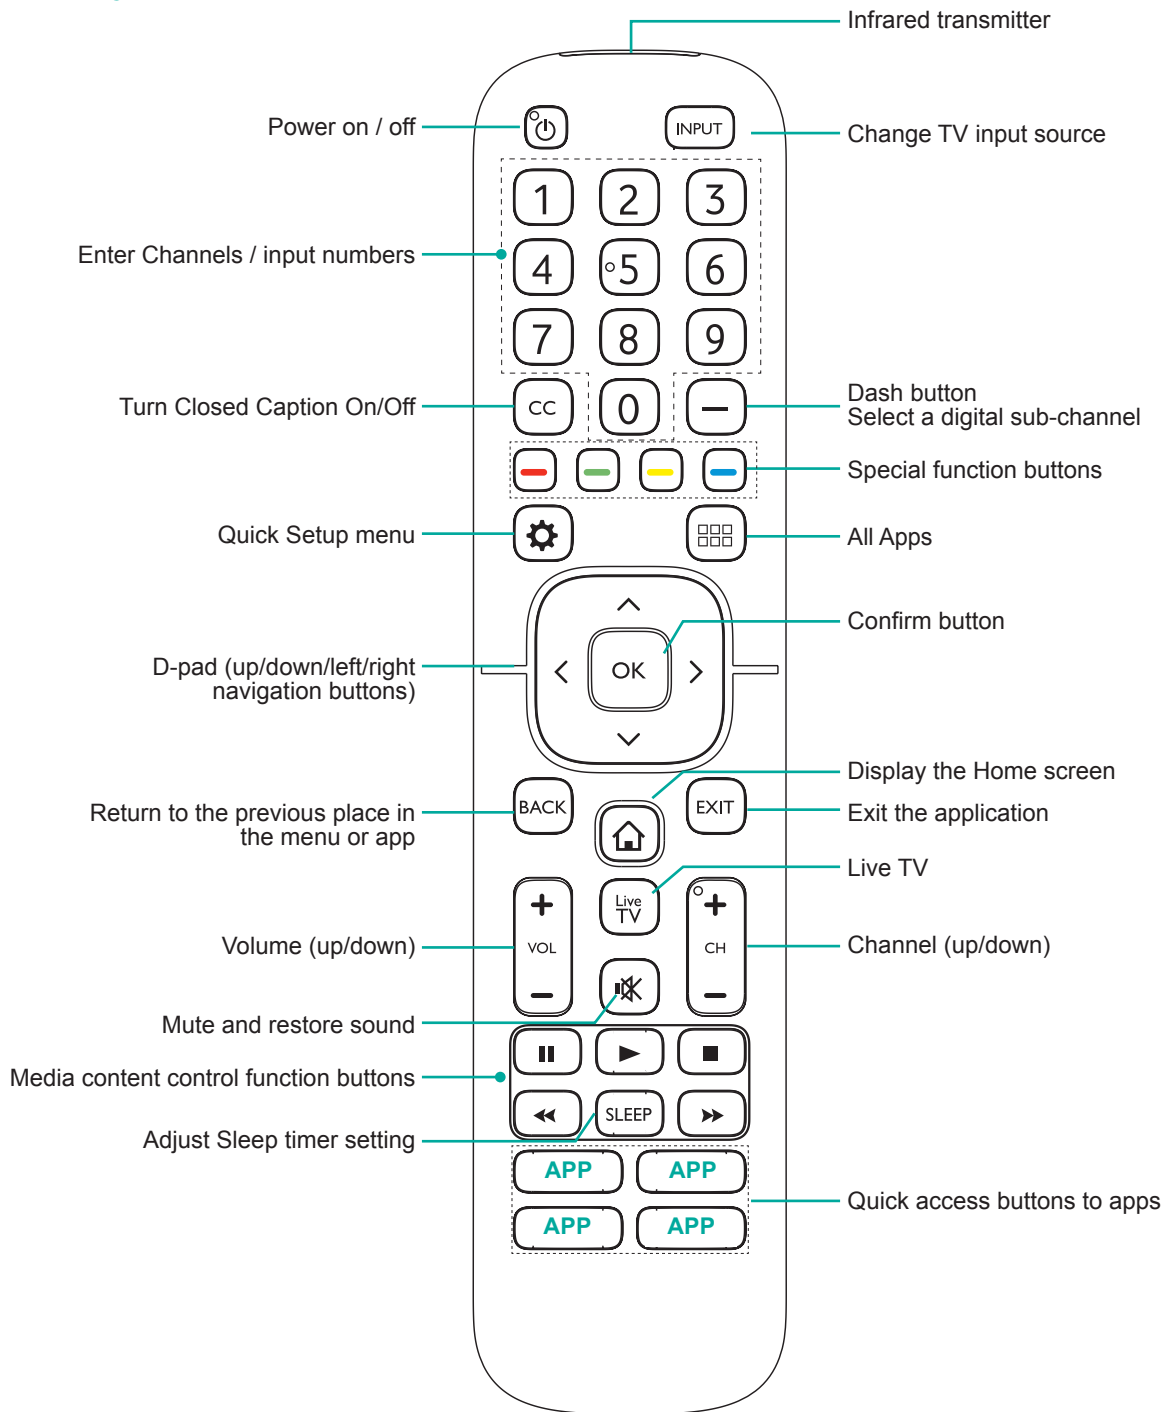 Infrared transmitter
Power on / off
INPUT
Change TV input source
1 2 3
Enter Channels / input numbers
4 5 6
7 8 9
Turn Closed Caption On/Off
CC
0
Dash button
Select a digital sub-channel
Special function buttons
Quick Setup menu
All Apps
Confirm button
D-pad (up/down/left/right
navigation buttons)
OK
Display the Home screen
Return to the previous place in
the menu or app
BACK
EXIT
Exit the application
Live TV
Live
TV
Volume (up/down)
VOL
CH
Channel (up/down)
Mute and restore sound
Media content control function buttons
SLEEP
Adjust Sleep timer setting
APP APP
Quick access buttons to apps
APP APP